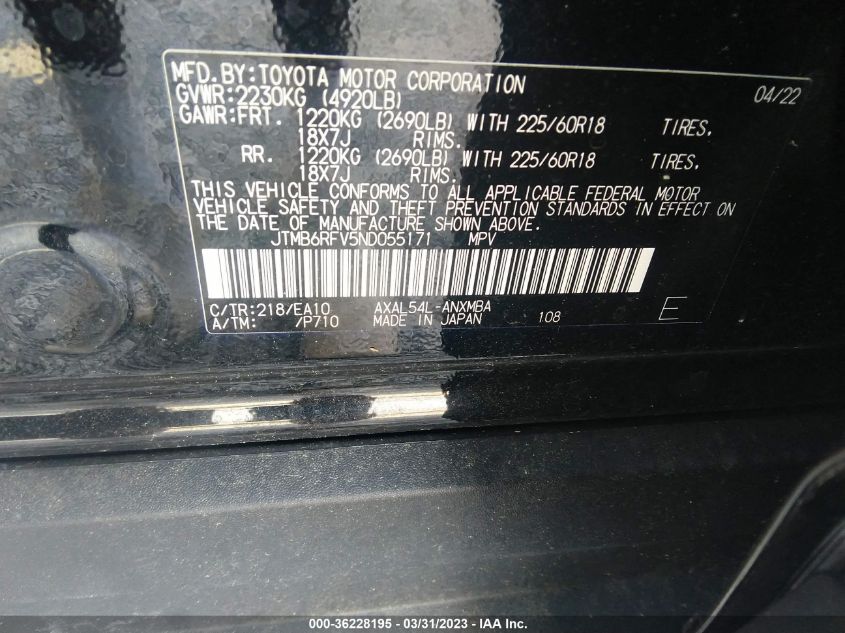 MFD.BY:TOYOTA MOTOR CORPORATION 04/22
GVWR:2230KG (4920LB)
GAWR:FRT. 1220KG (2690LB) WITH 225/60R18 TIRES,
18X7J RIMS.
RR. 1220KG (2690LB) WITH 225/60R18 TIRES,
18X7J RIMS.
THIS VEHICLE CONFORMS TO ALL APPLICABLE FEDERAL MOTOR
VEHICLE SAFETY AND THEFT PREVENTION STANDARDS IN EFFECT ON
THE DATE OF MANUFACTURE SHOWN ABOVE.
JTMB6RFV5ND055171 MPV
C/TR:218/EA10 AXAL54L-ANXMBA
A/TM: /P710 MADE IN JAPAN 108 E
000-36228195 - 03/31/2023 - IAA Inc.